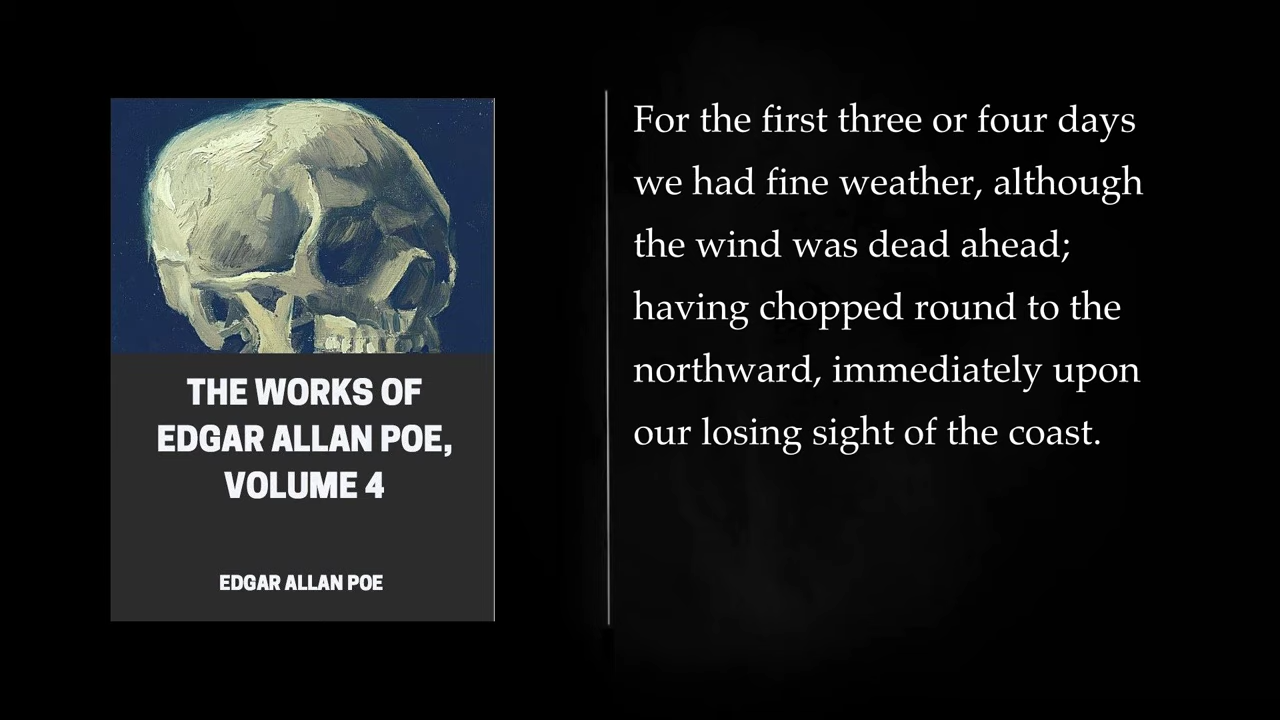 THE WORKS OF
EDGAR ALLAN POE,
VOLUME 4
EDGAR ALLAN POE
For the first three or four days
we had fine weather, although
the wind was dead ahead;
having chopped round to the
northward, immediately upon
our losing sight of the coast.